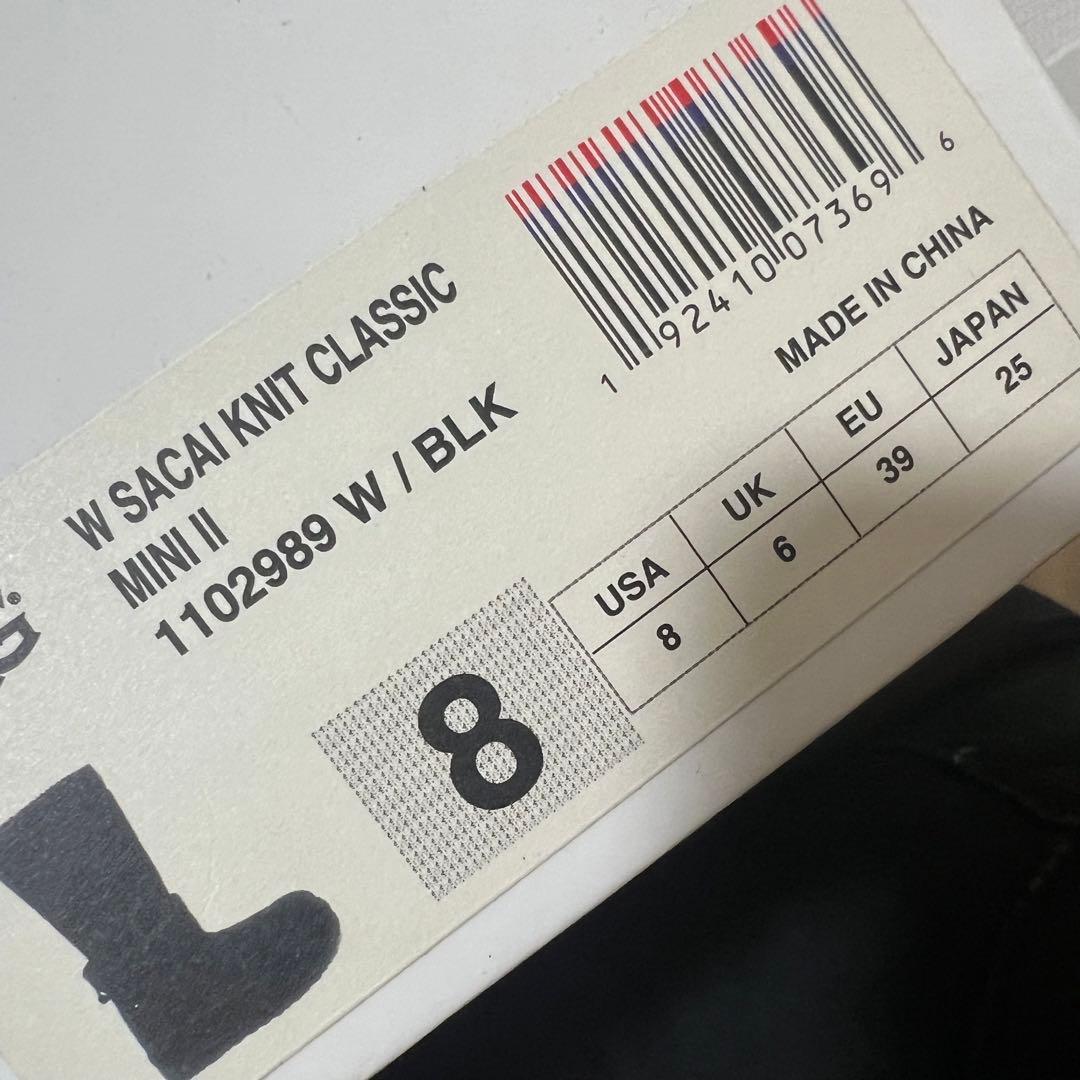 W SACAI KNIT CLASSIC
MINI II
1102989 W / BLK
1 92410 07369 6
MADE IN CHINA
USA UK EU JAPAN
8 6 39 25
8
G®